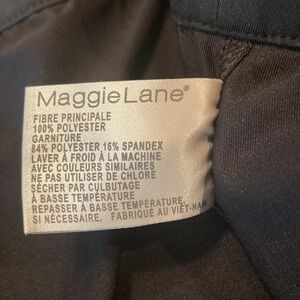 MaggieLane®
FIBRE PRINCIPALE
100% POLYESTER
GARNITURE
84% POLYESTER, 16% SPANDEX
LAVER À FROID À LA MACHINE
AVEC COULEURS SIMILAIRES
NE PAS UTILISER DE CHLORE
SÉCHER PAR CULBUTAGE
À BASSE TEMPÉRATURE
REPASSER À BASSE TEMPÉRATURE,
SI NÉCESSAIRE. FABRIQUÉ AU VIÊT-NAM